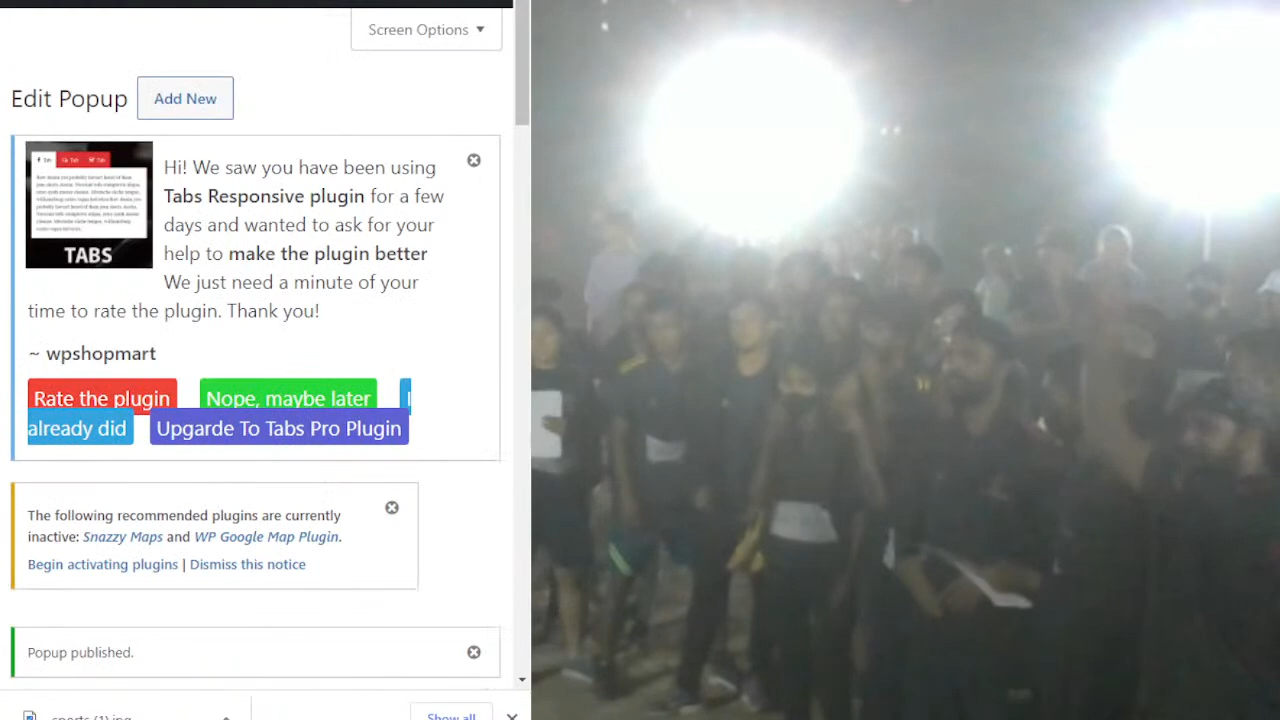 Screen Options
Edit Popup
Add New
Hi! We saw you have been using
Tabs Responsive plugin for a few
days and wanted to ask for your
help to make the plugin better
We just need a minute of your
time to rate the plugin. Thank you!
TABS
~ wpshopmart
Rate the plugin
Nope, maybe later
I
already did
Upgarde To Tabs Pro Plugin
The following recommended plugins are currently
inactive: Snazzy Maps and WP Google Map Plugin.
Begin activating plugins | Dismiss this notice
Popup published.
sports (1).jpg
Show all